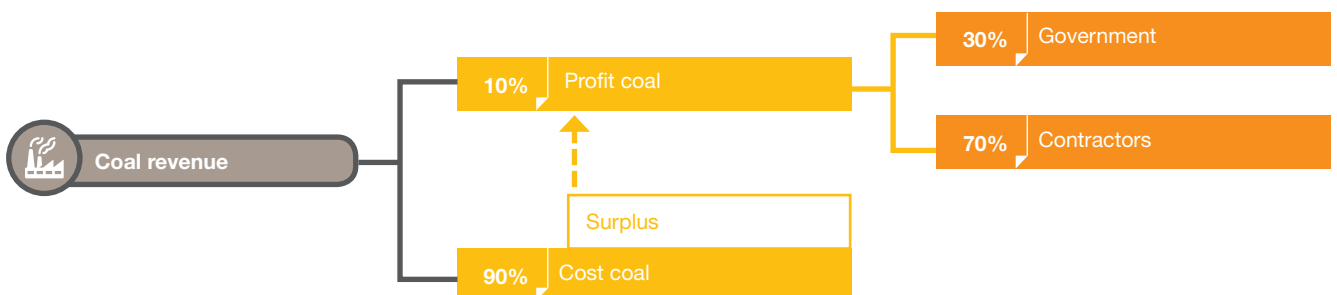 Coal revenue
10% Profit coal
Surplus
90% Cost coal
30% Government
70% Contractors